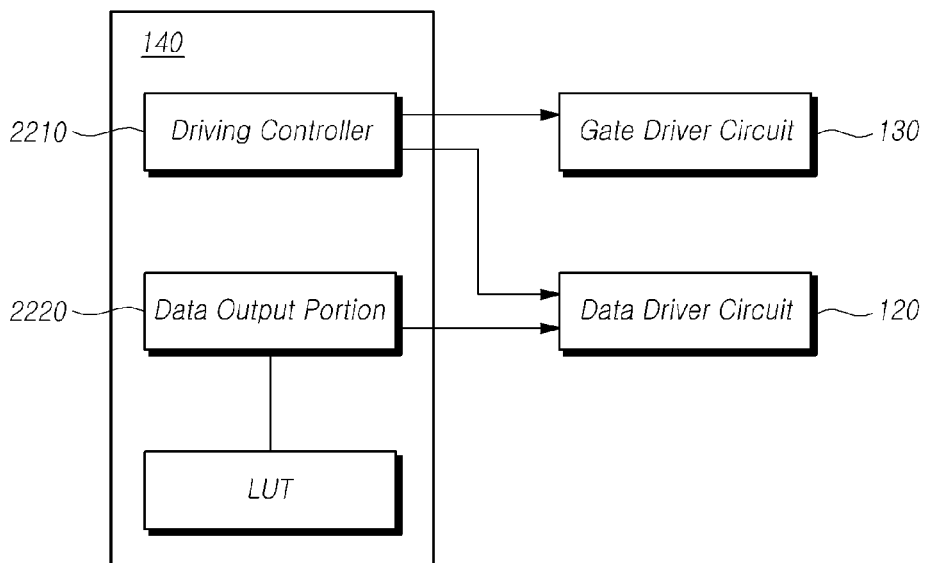 140
2210
Driving Controller
Gate Driver Circuit
130
2220
Data Output Portion
Data Driver Circuit
120
LUT